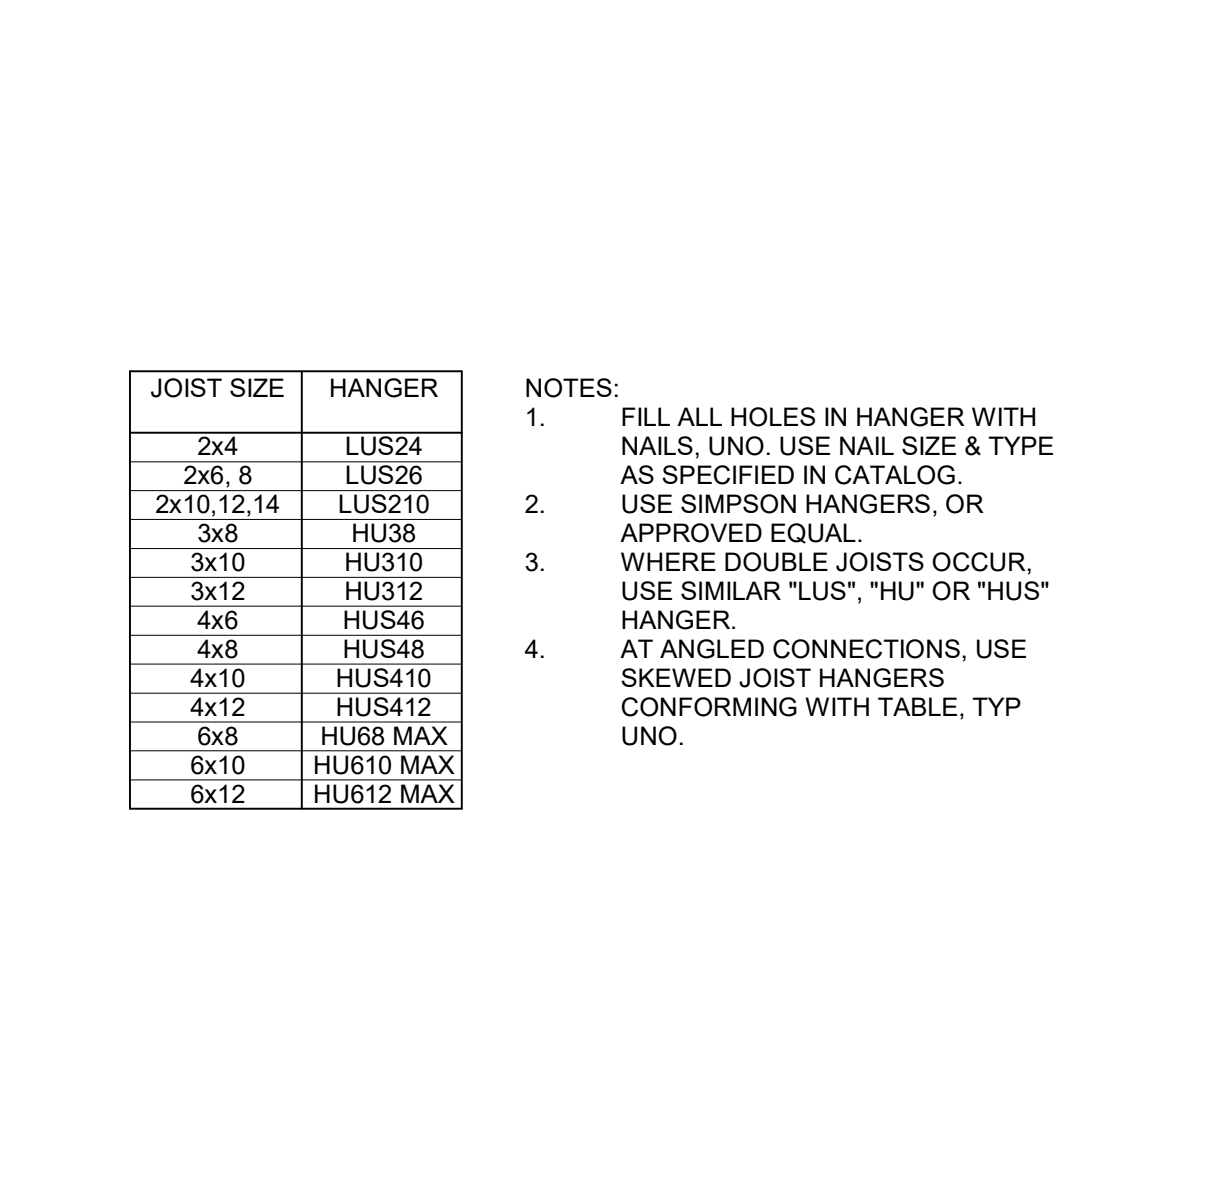 JOIST SIZE HANGER
2x4 LUS24
2x6, 8 LUS26
2x10,12,14 LUS210
3x8 HU38
3x10 HU310
3x12 HU312
4x6 HUS46
4x8 HUS48
4x10 HUS410
4x12 HUS412
6x8 HU68 MAX
6x10 HU610 MAX
6x12 HU612 MAX
NOTES:
1. FILL ALL HOLES IN HANGER WITH
NAILS, UNO. USE NAIL SIZE & TYPE
AS SPECIFIED IN CATALOG.
2. USE SIMPSON HANGERS, OR
APPROVED EQUAL.
3. WHERE DOUBLE JOISTS OCCUR,
USE SIMILAR "LUS", "HU" OR "HUS"
HANGER.
4. AT ANGLED CONNECTIONS, USE
SKEWED JOIST HANGERS
CONFORMING WITH TABLE, TYP
UNO.